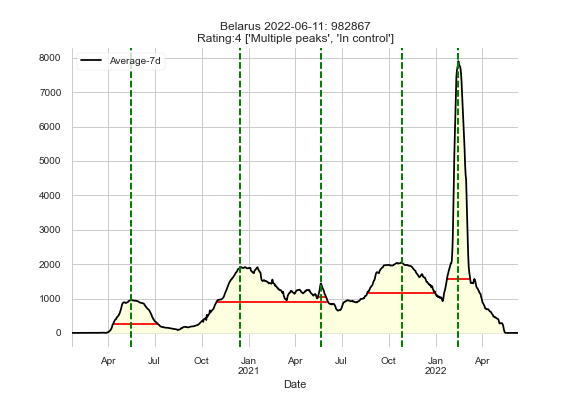 Belarus 2022-06-11: 982867
Rating:4 ['Multiple peaks', 'In control']
Average-7d
8000
7000
6000
5000
4000
3000
2000
1000
0
Apr
Jul
Oct
Jan
2021
Apr
Jul
Oct
Jan
2022
Apr
Date